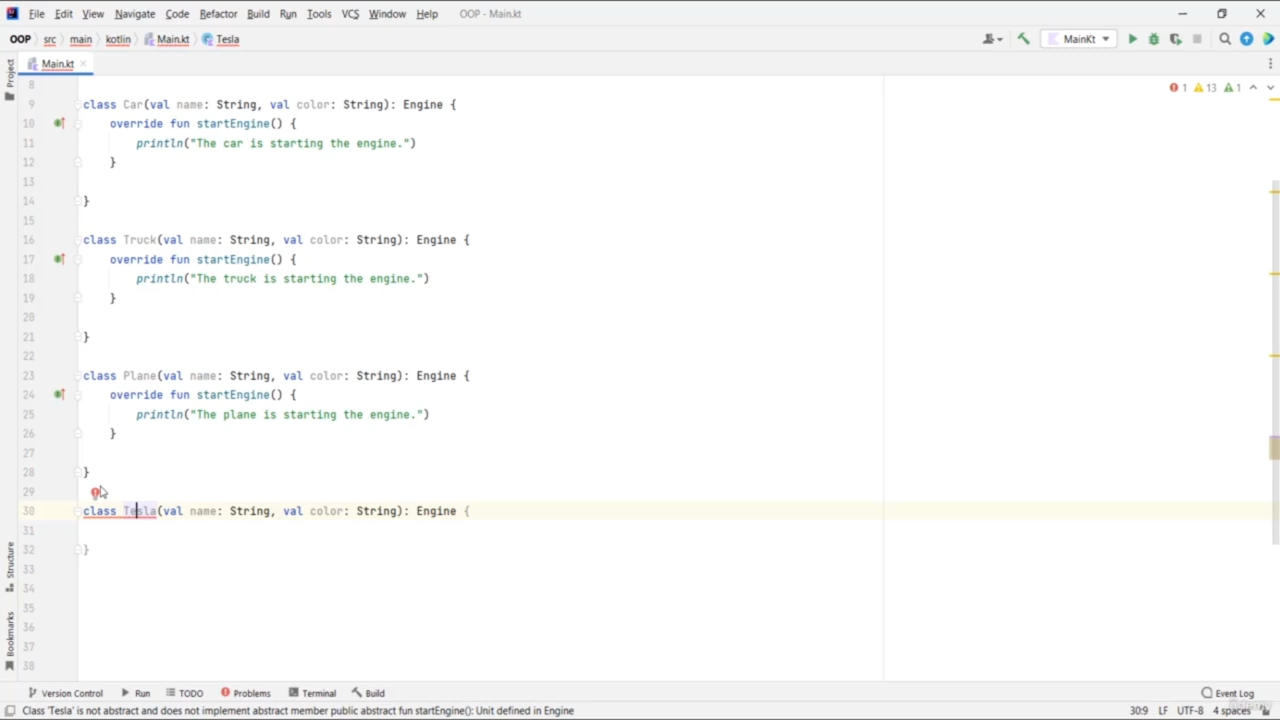 File Edit View Navigate Code Refactor Build Run Tools VCS Window Help OOP - Main.kt
OOP src main kotlin Main.kt Tesla MainKt
Project
Main.kt
1 13 1
8
9 class Car(val name: String, val color: String): Engine {
10 override fun startEngine() {
11 println("The car is starting the engine.")
12 }
13
14 }
15
16 class Truck(val name: String, val color: String): Engine {
17 override fun startEngine() {
18 println("The truck is starting the engine.")
19 }
20
21 }
22
23 class Plane(val name: String, val color: String): Engine {
24 override fun startEngine() {
25 println("The plane is starting the engine.")
26 }
27
28 }
29
30 class Tesla(val name: String, val color: String): Engine {
31
32 }
33
34
35
36
37
38
Structure
Bookmarks
Version Control Run TODO Problems Terminal Build Event Log
Class 'Tesla' is not abstract and does not implement abstract member public abstract fun startEngine(): Unit defined in Engine 30:9 LF UTF-8 4 spaces